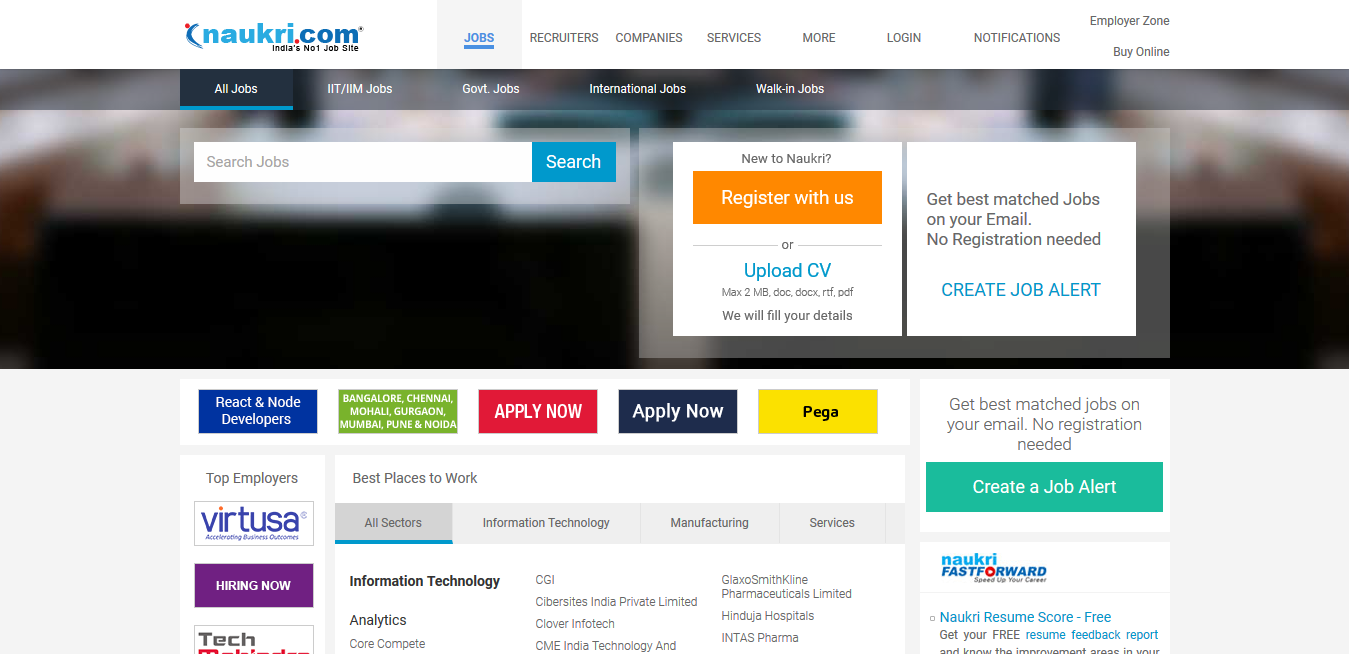 naukri.com
India's No1 Job Site
JOBS
RECRUITERS
COMPANIES
SERVICES
MORE
LOGIN
NOTIFICATIONS
Employer Zone
Buy Online
All Jobs
IIT/IIM Jobs
Govt. Jobs
International Jobs
Walk-in Jobs
Search Jobs
Search
New to Naukri?
Register with us
or
Upload CV
Max 2 MB, doc, docx, rtf, pdf
We will fill your details
Get best matched Jobs
on your Email.
No Registration needed
CREATE JOB ALERT
React & Node
Developers
BANGALORE, CHENNAI,
MOHALI, GURGAON,
MUMBAI, PUNE & NOIDA
APPLY NOW
Apply Now
Pega
Get best matched jobs on
your email. No registration
needed
Create a Job Alert
Top Employers
virtusa
Accelerating Business Outcomes
HIRING NOW
Tech
Mahindra
Best Places to Work
All Sectors
Information Technology
Manufacturing
Services
Information Technology
Analytics
Core Compete
CGI
Cibersites India Private Limited
Clover Infotech
CME India Technology And
GlaxoSmithKline
Pharmaceuticals Limited
Hinduja Hospitals
INTAS Pharma
naukri
FASTFORWARD
Speed Up Your Career
Naukri Resume Score - Free
Get your FREE resume feedback report
and know the improvement areas in your